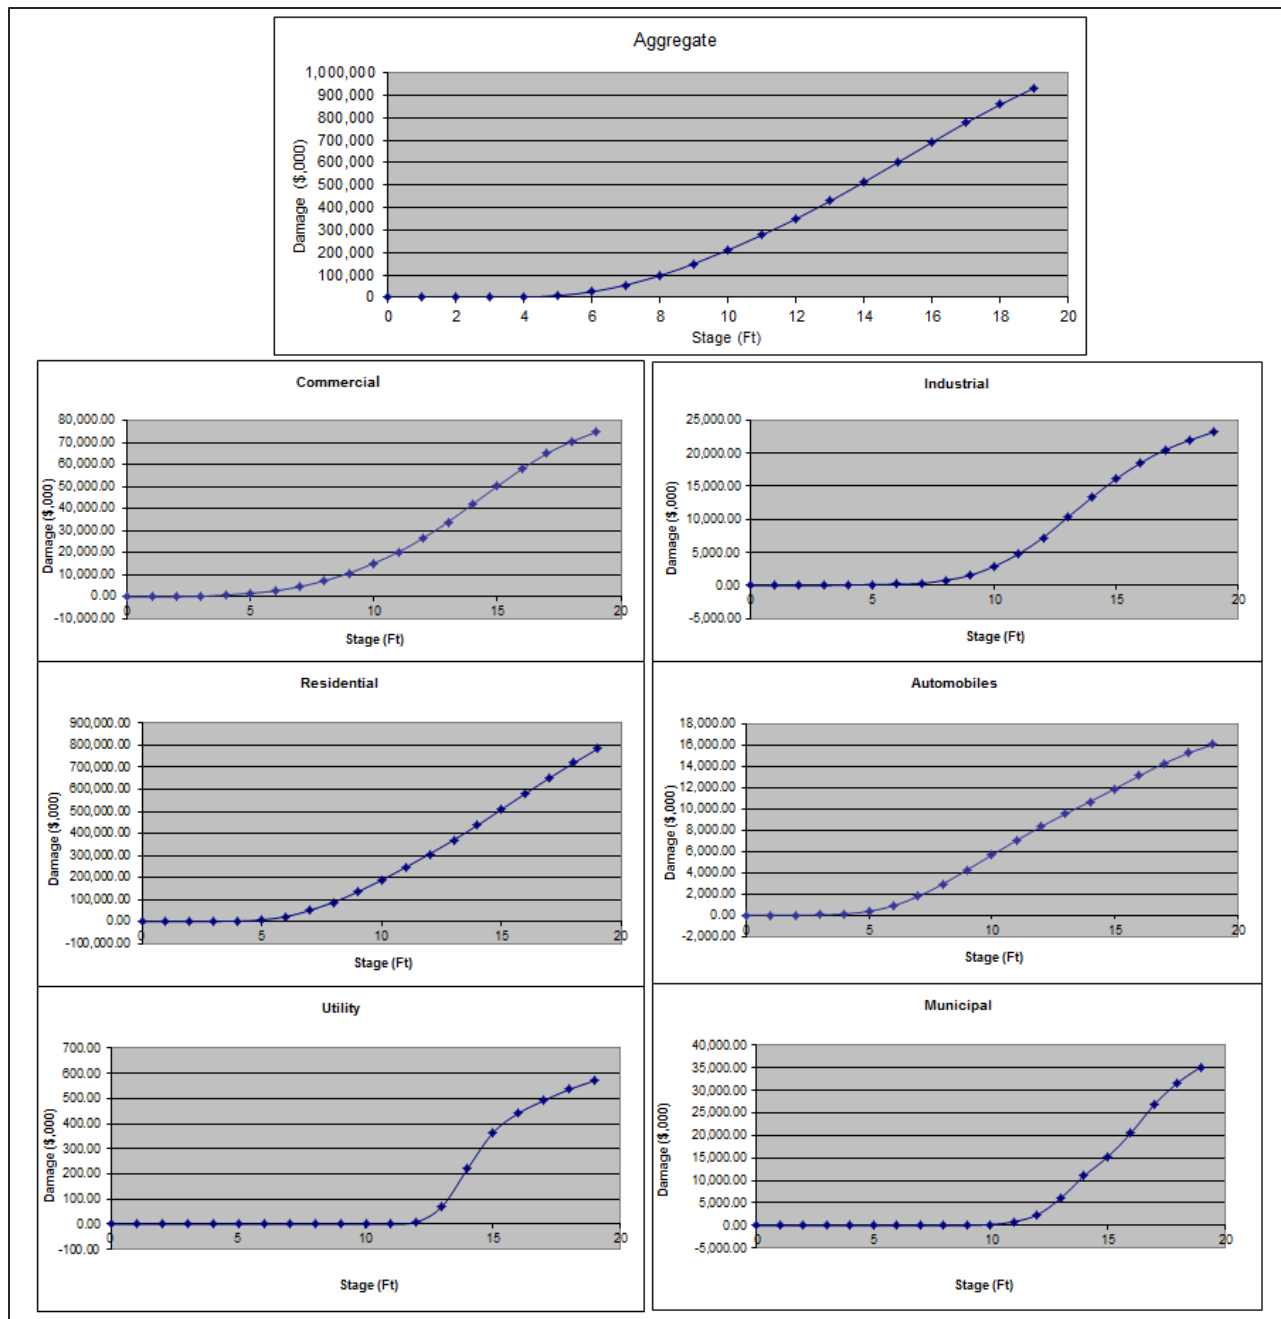 Aggregate
1,000,000
900,000
800,000
700,000
600,000
500,000
400,000
300,000
200,000
100,000
0
Damage ($,000)
0 2 4 6 8 10 12 14 16 18 20
Stage (Ft)
Commercial
80,000.00
70,000.00
60,000.00
50,000.00
40,000.00
30,000.00
20,000.00
10,000.00
0.00
-10,000.00
Damage ($,000)
0 5 10 15 20
Stage (Ft)
Industrial
25,000.00
20,000.00
15,000.00
10,000.00
5,000.00
0.00
-5,000.00
Damage ($,000)
0 5 10 15 20
Stage (Ft)
Residential
900,000.00
800,000.00
700,000.00
600,000.00
500,000.00
400,000.00
300,000.00
200,000.00
100,000.00
0.00
-100,000.00
Damage ($,000)
0 5 10 15 20
Stage (Ft)
Automobiles
18,000.00
16,000.00
14,000.00
12,000.00
10,000.00
8,000.00
6,000.00
4,000.00
2,000.00
0.00
-2,000.00
Damage ($,000)
0 5 10 15 20
Stage (Ft)
Utility
700.00
600.00
500.00
400.00
300.00
200.00
100.00
0.00
-100.00
Damage ($,000)
0 5 10 15 20
Stage (Ft)
Municipal
40,000.00
35,000.00
30,000.00
25,000.00
20,000.00
15,000.00
10,000.00
5,000.00
0.00
-5,000.00
Damage ($,000)
0 5 10 15 20
Stage (Ft)